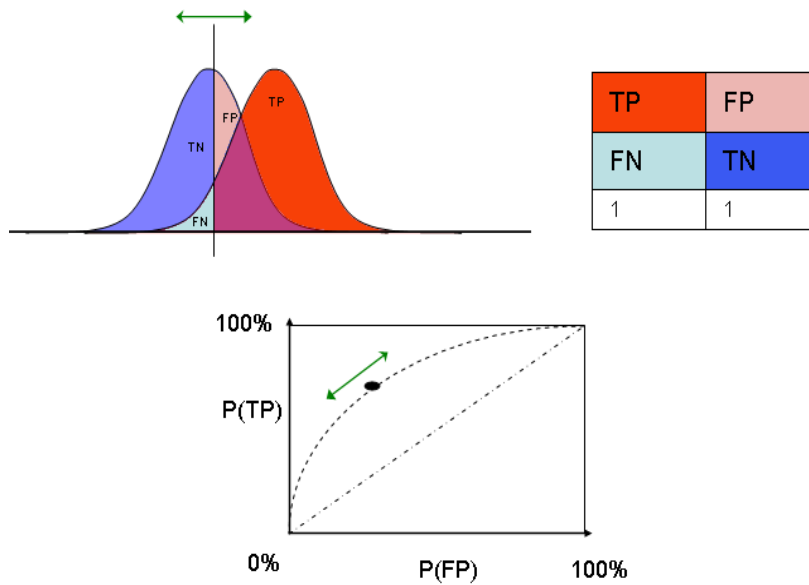 TP
FP
TN
FN
TP FP
FN TN
1 1
100%
P(TP)
0% P(FP) 100%